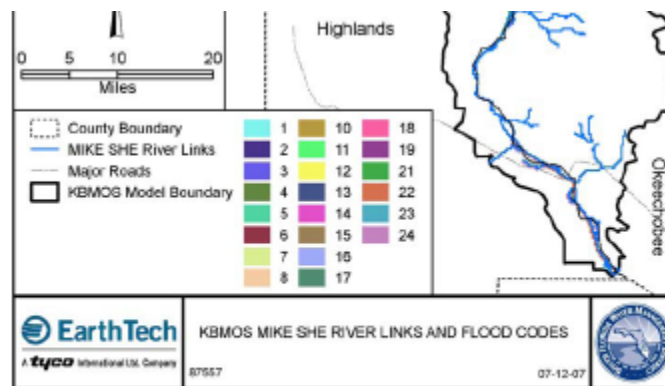 Highlands
0 5 10 20
Miles
County Boundary
MIKE SHE River Links
Major Roads
KBMOS Model Boundary
1 10 18
2 11 19
3 12 21
4 13 22
5 14 23
6 15 24
7 16
8 17
Okeechobee
EarthTech
A tyco International Ltd. Company
KBMOS MIKE SHE RIVER LINKS AND FLOOD CODES
87557
07-12-07